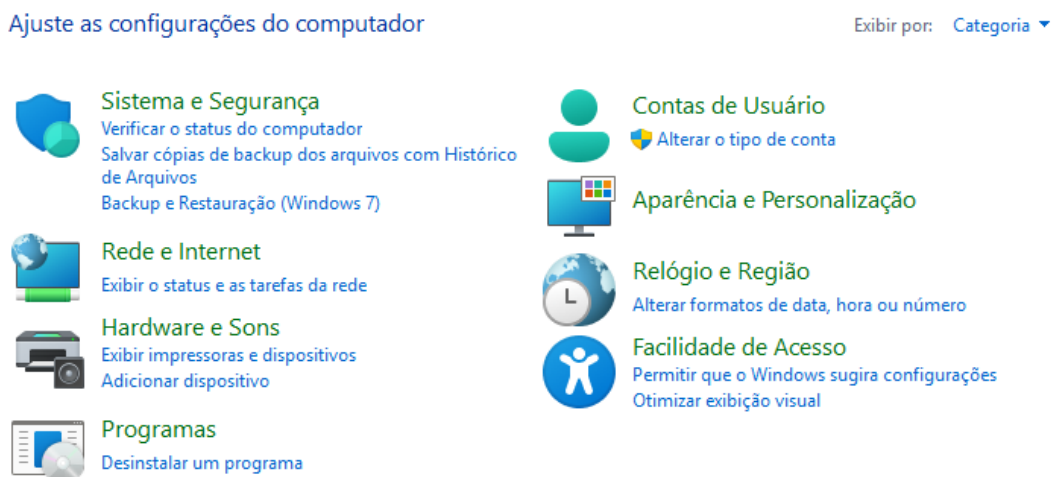 Ajuste as configurações do computador
Exibir por: Categoria
Sistema e Segurança
Verificar o status do computador
Salvar cópias de backup dos arquivos com Histórico
de Arquivos
Backup e Restauração (Windows 7)
Rede e Internet
Exibir o status e as tarefas da rede
Hardware e Sons
Exibir impressoras e dispositivos
Adicionar dispositivo
Programas
Desinstalar um programa
Contas de Usuário
Alterar o tipo de conta
Aparência e Personalização
Relógio e Região
Alterar formatos de data, hora ou número
Facilidade de Acesso
Permitir que o Windows sugira configurações
Otimizar exibição visual